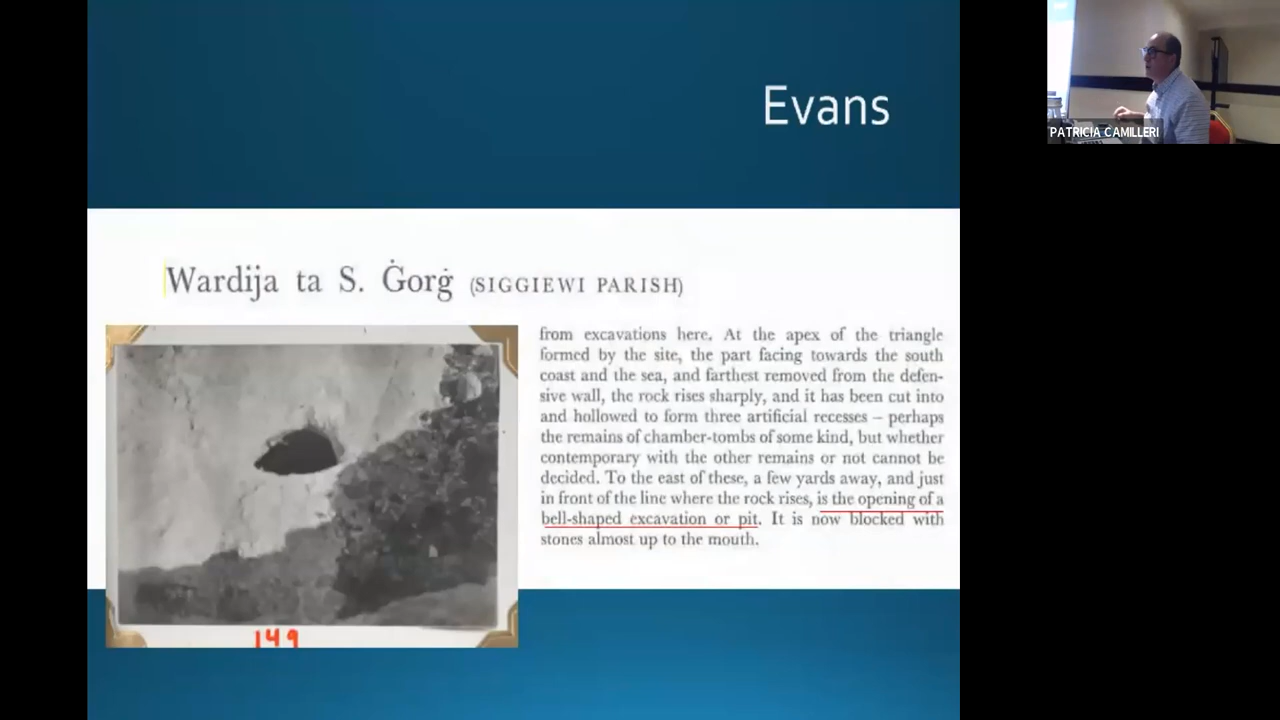 Evans
PATRICIA CAMILLERI
Wardija ta S. Ġorġ (SIGGIEWI PARISH)
from excavations here. At the apex of the triangle
formed by the site, the part facing towards the south
coast and the sea, and farthest removed from the defen-
sive wall, the rock rises sharply, and it has been cut into
and hollowed to form three artificial recesses – perhaps
the remains of chamber-tombs of some kind, but whether
contemporary with the other remains or not cannot be
decided. To the east of these, a few yards away, and just
in front of the line where the rock rises, is the opening of a
bell-shaped excavation or pit. It is now blocked with
stones almost up to the mouth.
149